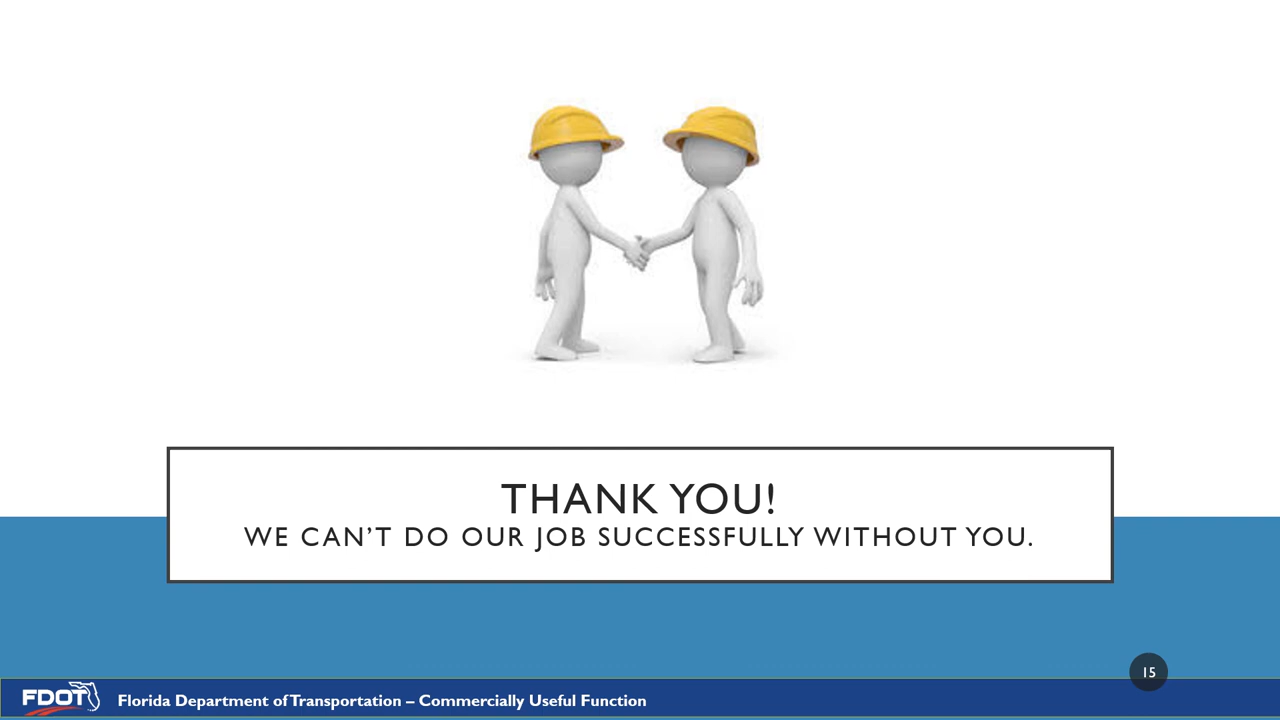 THANK YOU!
WE CAN’T DO OUR JOB SUCCESSFULLY WITHOUT YOU.
15
FDOT
Florida Department of Transportation – Commercially Useful Function